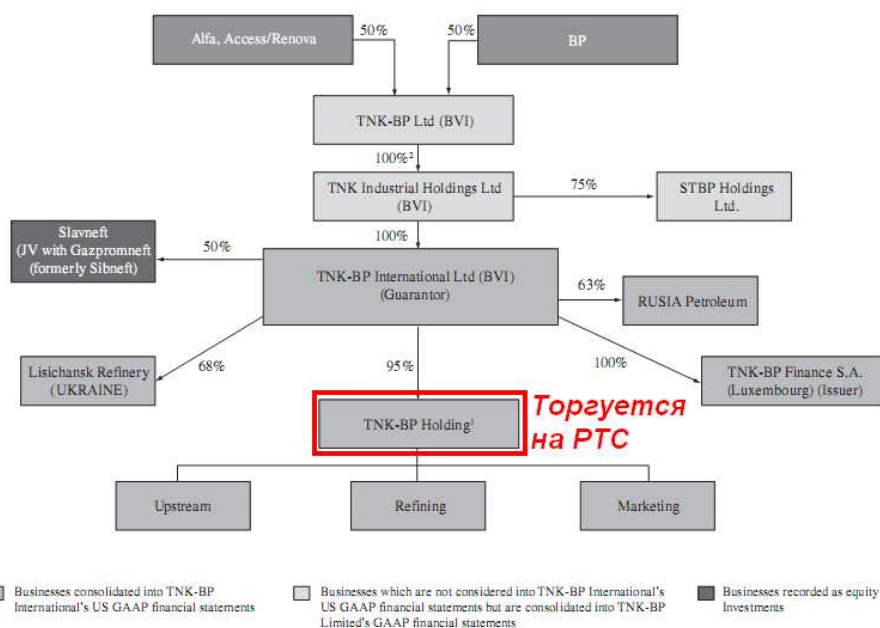 Alfa, Access/Renova
50%
50%
BP
TNK-BP Ltd (BVI)
100%²
TNK Industrial Holdings Ltd
(BVI)
75%
STBP Holdings
Ltd.
100%
Slavneft
(JV with Gazpromneft
(formerly Sibneft)
50%
TNK-BP International Ltd (BVI)
(Guarantor)
63%
RUSIA Petroleum
Lisichansk Refinery
(UKRAINE)
68%
95%
100%
TNK-BP Finance S.A.
(Luxembourg) (Issuer)
TNK-BP Holding¹
Торгуется
на РТС
Upstream
Refining
Marketing
Businesses consolidated into TNK-BP
International's US GAAP financial statements
Businesses which are not considered into TNK-BP International's
US GAAP financial statements but are consolidated into TNK-BP
Limited's GAAP financial statements
Businesses recorded as equity
Investments